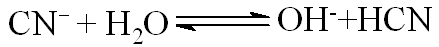 CN⁻ + H₂O ⇌ OH⁻+HCN